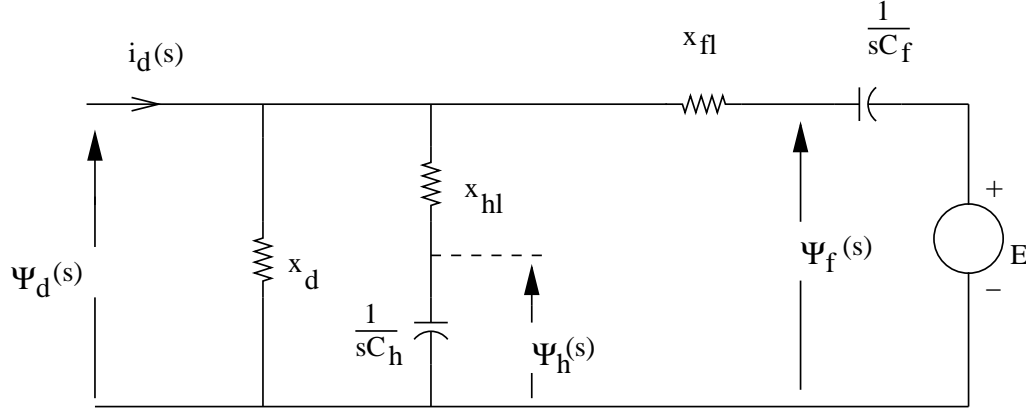 i_d(s)
x_fl
1
sC_f
x_hl
+
Ψ_d(s)
x_d
Ψ_f(s)
E
−
1
sC_h
Ψ_h(s)